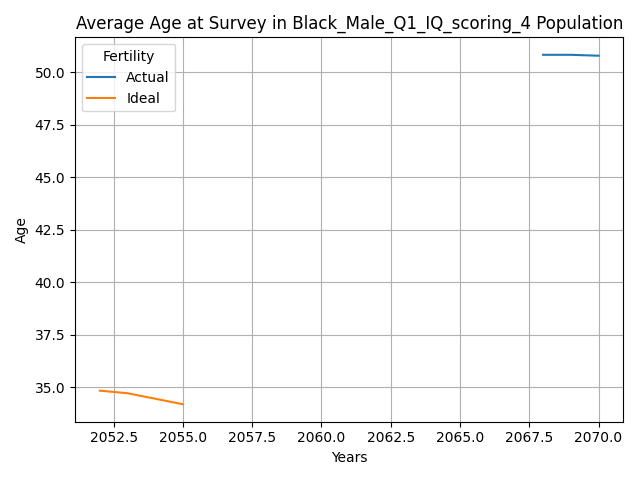 Average Age at Survey in Black_Male_Q1_IQ_scoring_4 Population
Fertility
Actual
Ideal
50.0
47.5
45.0
42.5
40.0
37.5
35.0
Age
2052.5 2055.0 2057.5 2060.0 2062.5 2065.0 2067.5 2070.0
Years